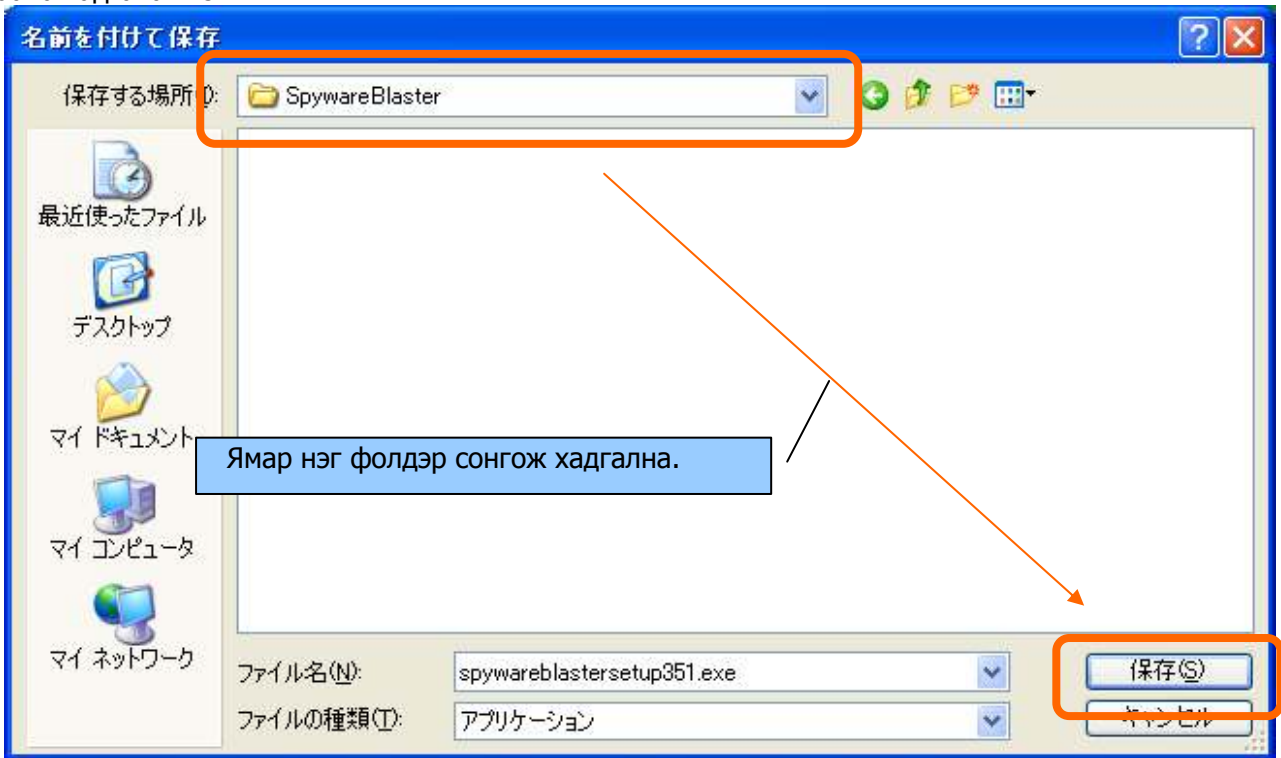 名前を付けて保存
保存する場所(I): SpywareBlaster
最近使ったファイル
デスクトップ
マイ ドキュメント
マイ コンピュータ
マイ ネットワーク
Ямар нэг фолдэр сонгож хадгална.
ファイル名(N): spywareblastersetup351.exe 保存(S)
ファイルの種類(T): アプリケーション キャンセル